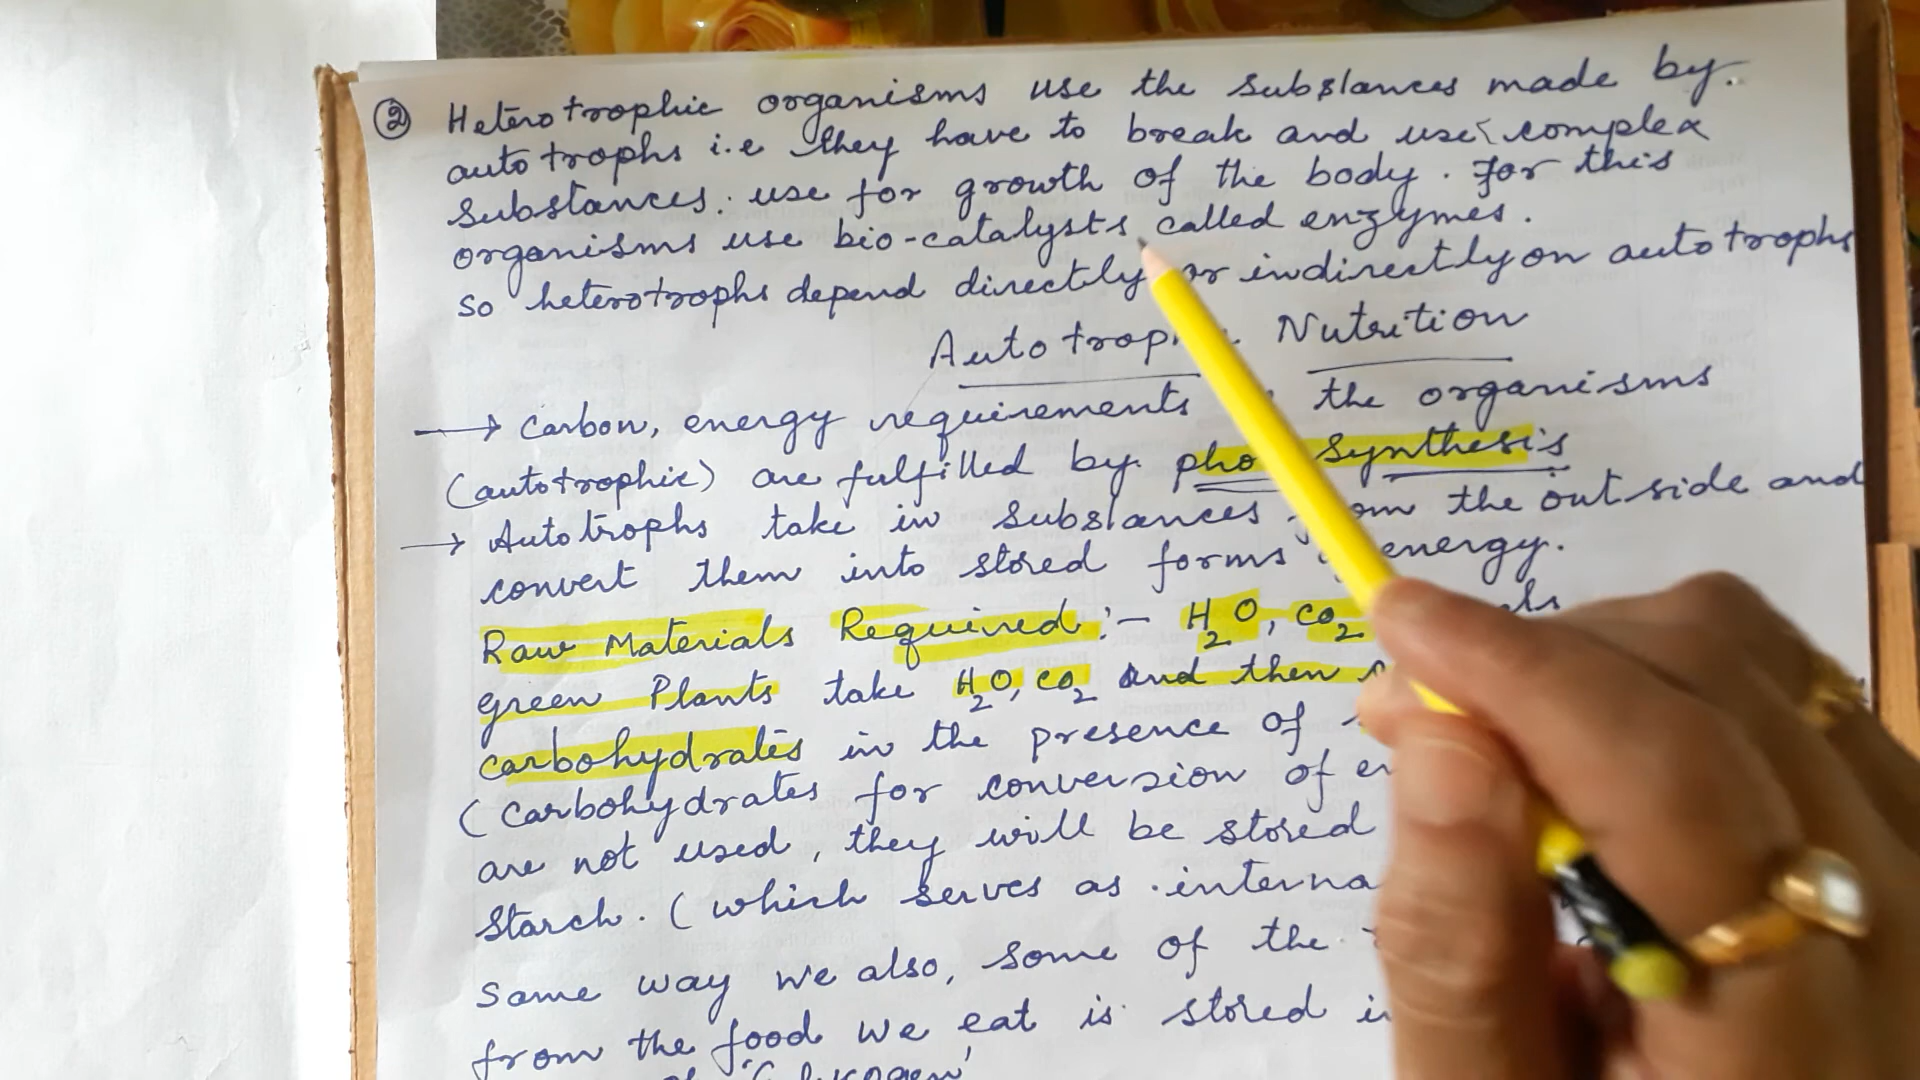 ② Heterotrophic organisms use the substances made by
autotrophs i.e they have to break and use complex
substances. use for growth of the body. For this
organisms use bio-catalysts called enzymes.
so heterotrophs depend directly or indirectly on autotrophs
Nutrition
→ Carbon, energy requirements the organisms
(autotrophic) are fulfilled by synthesis
→ Autotrophs take in substances the outside and
convert them into stored forms energy.
Raw Materials Required :- H₂O, CO₂
green Plants take H₂O, CO₂ and then
carbohydrates in the presence of
(Carbohydrates for conversion of
are not used, they will be stored
Starch. (which serves as
Same way we also, some of the
from the food we eat is stored
'Glycogen'